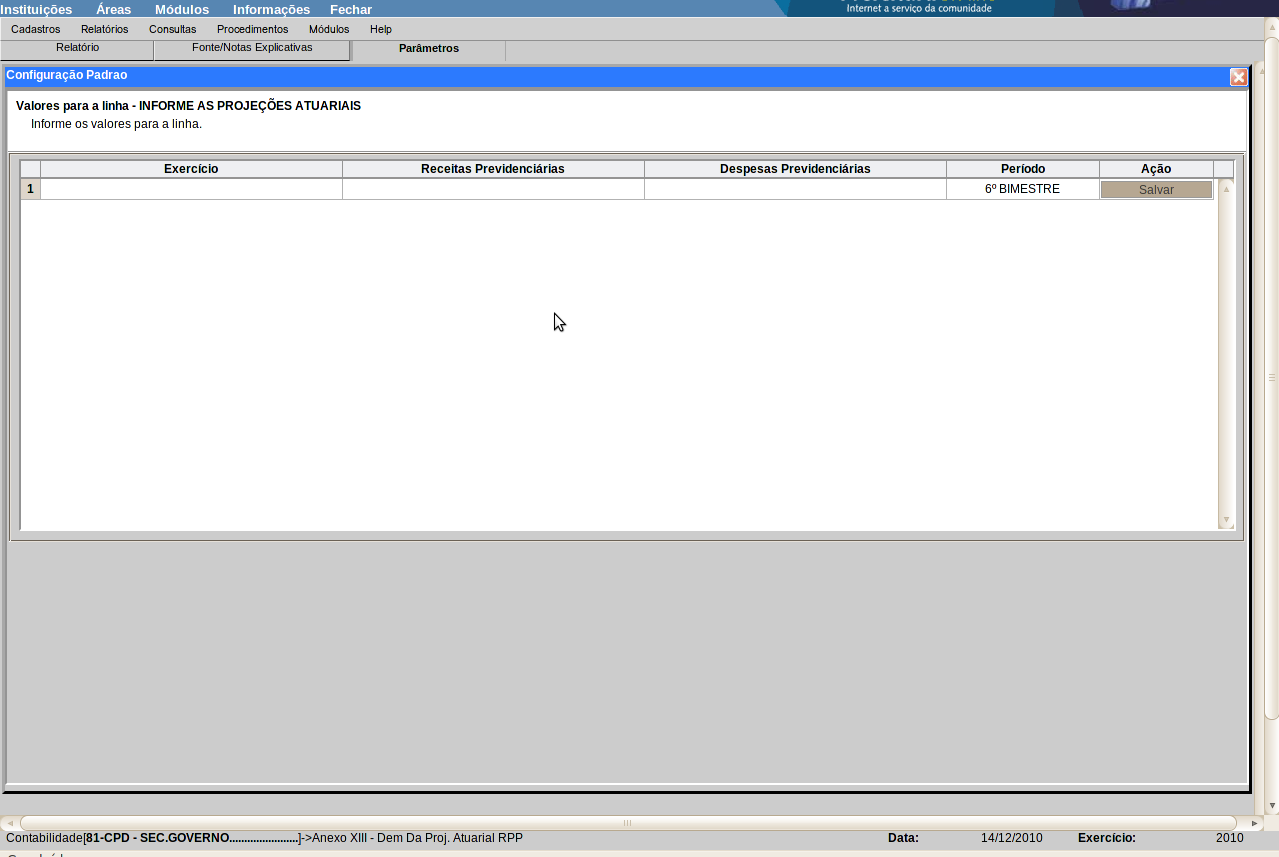 Instituições Áreas Módulos Informações Fechar
Internet a serviço da comunidade
Cadastros Relatórios Consultas Procedimentos Módulos Help
Relatório Fonte/Notas Explicativas Parâmetros
Configuração Padrao
Valores para a linha - INFORME AS PROJEÇÕES ATUARIAIS
Informe os valores para a linha.
Exercício Receitas Previdenciárias Despesas Previdenciárias Período Ação
1 6º BIMESTRE Salvar
Contabilidade[81-CPD - SEC.GOVERNO.......................]->Anexo XIII - Dem Da Proj. Atuarial RPP Data: 14/12/2010 Exercício: 2010